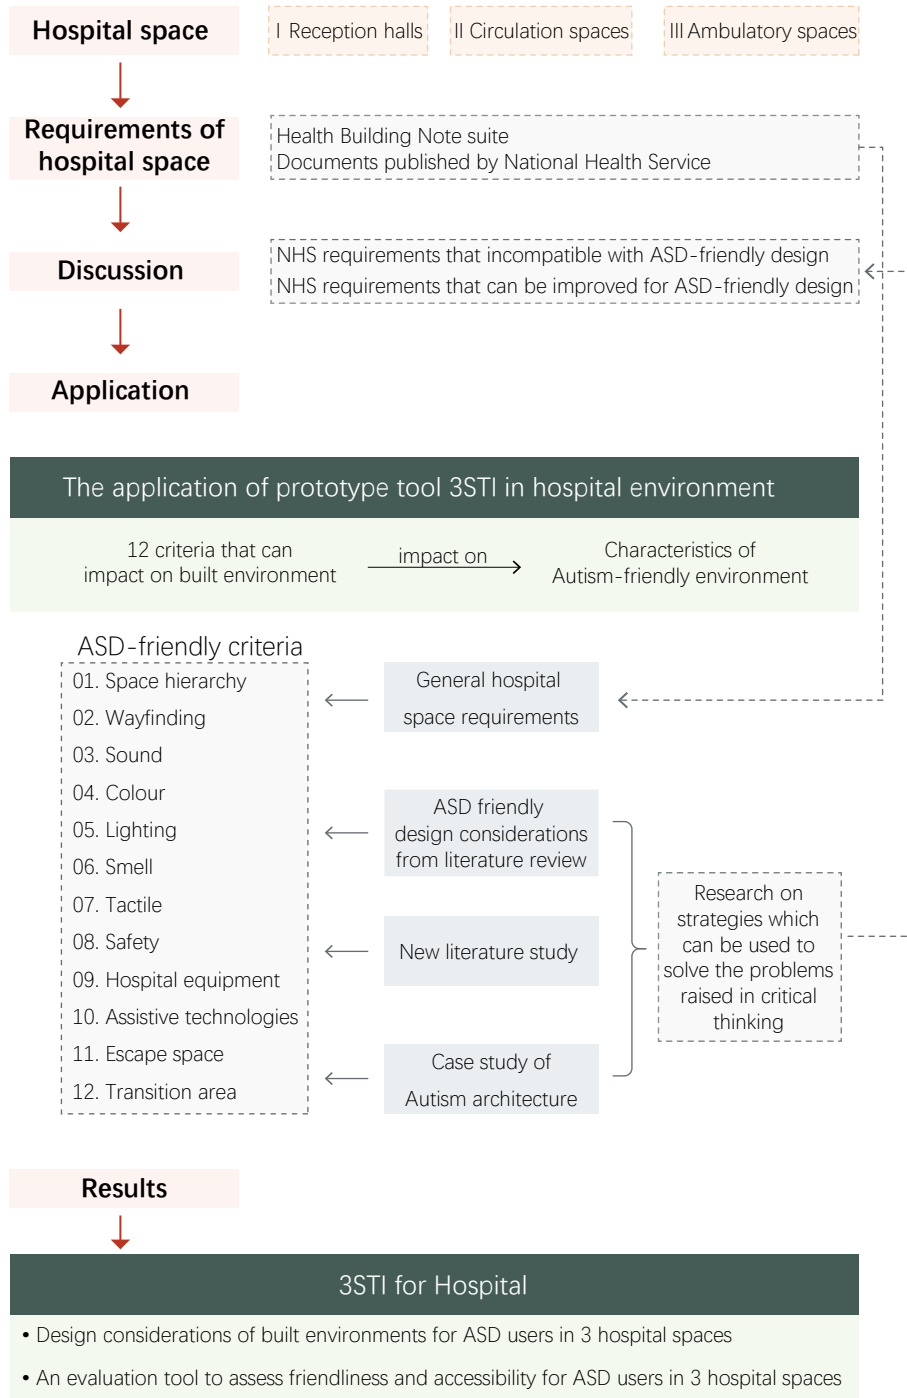 Hospital space
I Reception halls
II Circulation spaces
III Ambulatory spaces
Requirements of
hospital space
Health Building Note suite
Documents published by National Health Service
Discussion
NHS requirements that incompatible with ASD-friendly design
NHS requirements that can be improved for ASD-friendly design
Application
The application of prototype tool 3STI in hospital environment
12 criteria that can
impact on built environment
impact on
Characteristics of
Autism-friendly environment
ASD-friendly criteria
01. Space hierarchy
02. Wayfinding
03. Sound
04. Colour
05. Lighting
06. Smell
07. Tactile
08. Safety
09. Hospital equipment
10. Assistive technologies
11. Escape space
12. Transition area
General hospital
space requirements
ASD friendly
design considerations
from literature review
New literature study
Case study of
Autism architecture
Research on
strategies which
can be used to
solve the problems
raised in critical
thinking
Results
3STI for Hospital
• Design considerations of built environments for ASD users in 3 hospital spaces
• An evaluation tool to assess friendliness and accessibility for ASD users in 3 hospital spaces